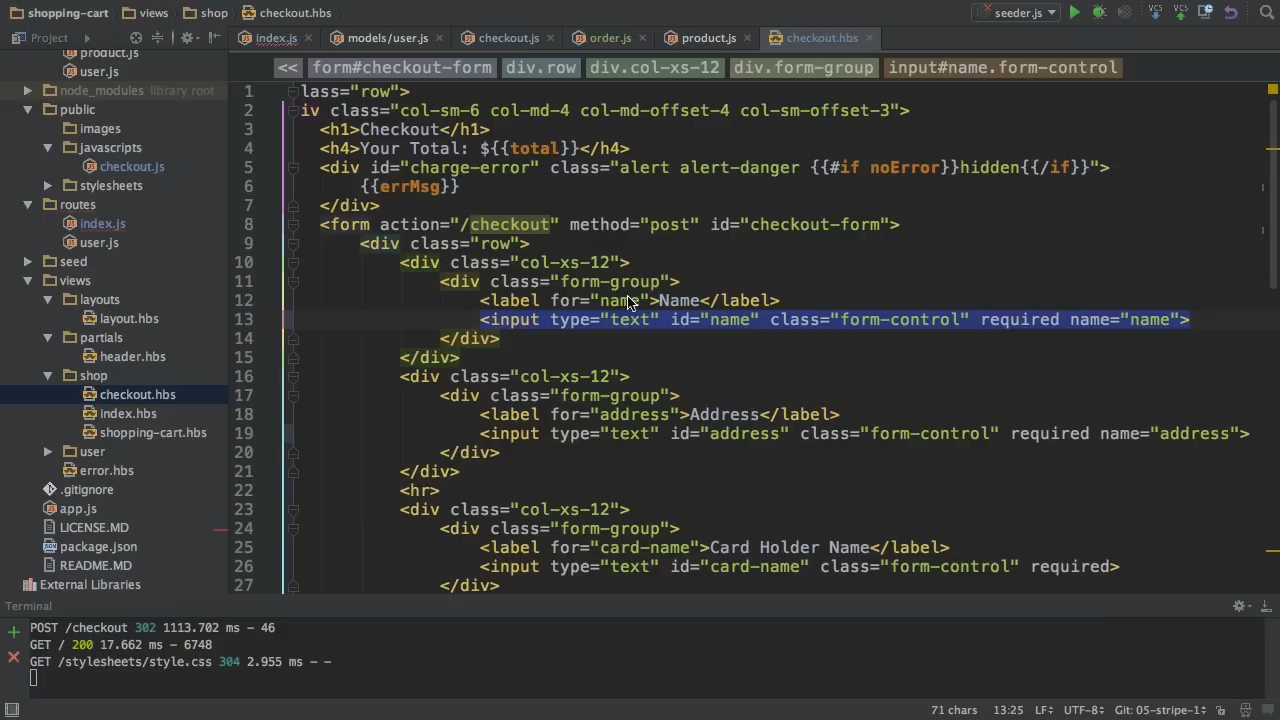 shopping-cart views shop checkout.hbs seeder.js VCS VCS
Project index.js models/user.js checkout.js order.js product.js checkout.hbs
<< form#checkout-form div.row div.col-xs-12 div.form-group input#name.form-control
product.js
user.js
node_modules library root
public
images
javascripts
checkout.js
stylesheets
routes
index.js
user.js
seed
views
layouts
layout.hbs
partials
header.hbs
shop
checkout.hbs
index.hbs
shopping-cart.hbs
user
error.hbs
.gitignore
app.js
LICENSE.MD
package.json
README.MD
External Libraries
1 lass="row">
2 iv class="col-sm-6 col-md-4 col-md-offset-4 col-sm-offset-3">
3 <h1>Checkout</h1>
4 <h4>Your Total: ${{total}}</h4>
5 <div id="charge-error" class="alert alert-danger {{#if noError}}hidden{{/if}}">
6 {{errMsg}}
7 </div>
8 <form action="/checkout" method="post" id="checkout-form">
9 <div class="row">
10 <div class="col-xs-12">
11 <div class="form-group">
12 <label for="name">Name</label>
13 <input type="text" id="name" class="form-control" required name="name">
14 </div>
15 </div>
16 <div class="col-xs-12">
17 <div class="form-group">
18 <label for="address">Address</label>
19 <input type="text" id="address" class="form-control" required name="address">
20 </div>
21 </div>
22 <hr>
23 <div class="col-xs-12">
24 <div class="form-group">
25 <label for="card-name">Card Holder Name</label>
26 <input type="text" id="card-name" class="form-control" required>
27 </div>
Terminal
POST /checkout 302 1113.702 ms - 46
GET / 200 17.662 ms - 6748
GET /stylesheets/style.css 304 2.955 ms - -
71 chars 13:25 LF÷ UTF-8÷ Git: 05-stripe-1÷